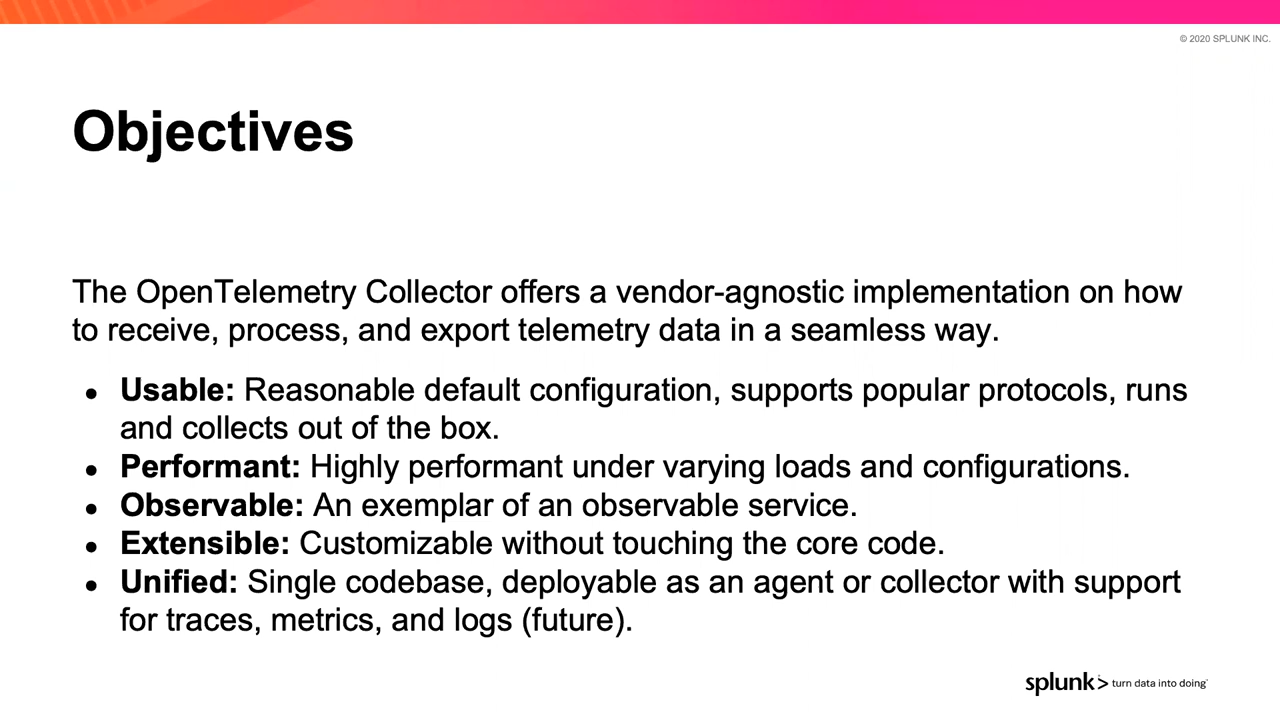 © 2020 SPLUNK INC.
Objectives
The OpenTelemetry Collector offers a vendor-agnostic implementation on how
to receive, process, and export telemetry data in a seamless way.
● Usable: Reasonable default configuration, supports popular protocols, runs
and collects out of the box.
● Performant: Highly performant under varying loads and configurations.
● Observable: An exemplar of an observable service.
● Extensible: Customizable without touching the core code.
● Unified: Single codebase, deployable as an agent or collector with support
for traces, metrics, and logs (future).
splunk> turn data into doing